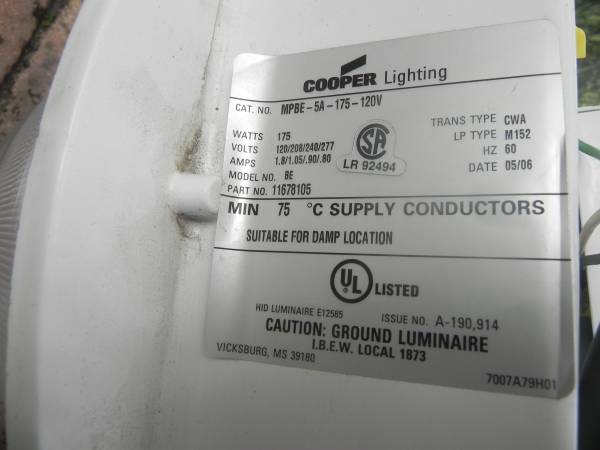 COOPER Lighting
CAT. NO. MPBE-5A-175-120V
WATTS 175
VOLTS 120/208/240/277
AMPS 1.8/1.05/.90/.80
MODEL NO. BE
PART NO. 11678105
SA
LR 92494
TRANS TYPE CWA
LP TYPE M152
HZ 60
DATE 05/06
MIN 75 °C SUPPLY CONDUCTORS
SUITABLE FOR DAMP LOCATION
UL LISTED
HID LUMINAIRE E12585 ISSUE NO. A-190,914
CAUTION: GROUND LUMINAIRE
I.B.E.W. LOCAL 1873
VICKSBURG, MS 39180
7007A79H01